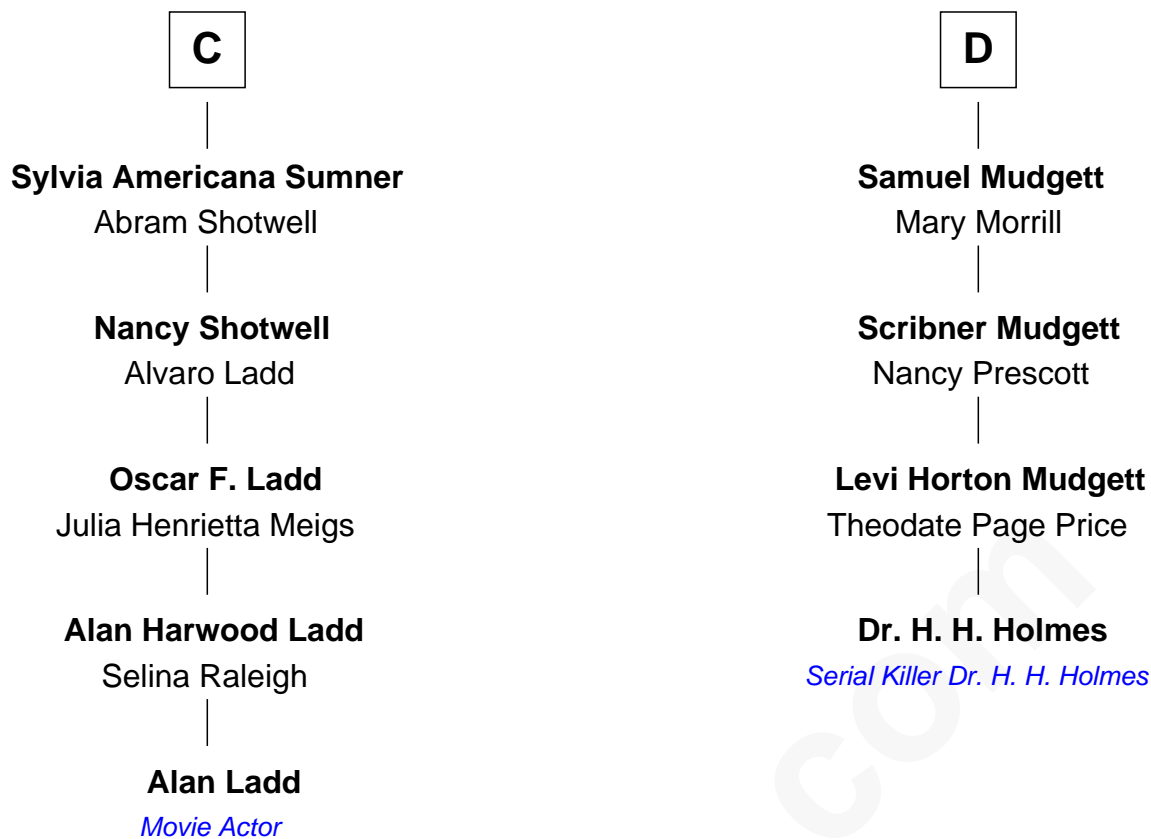 C
Sylvia Americana Sumner
Abram Shotwell
Nancy Shotwell
Alvaro Ladd
Oscar F. Ladd
Julia Henrietta Meigs
Alan Harwood Ladd
Selina Raleigh
Alan Ladd
Movie Actor
D
Samuel Mudgett
Mary Morrill
Scribner Mudgett
Nancy Prescott
Levi Horton Mudgett
Theodate Page Price
Dr. H. H. Holmes
Serial Killer Dr. H. H. Holmes
com